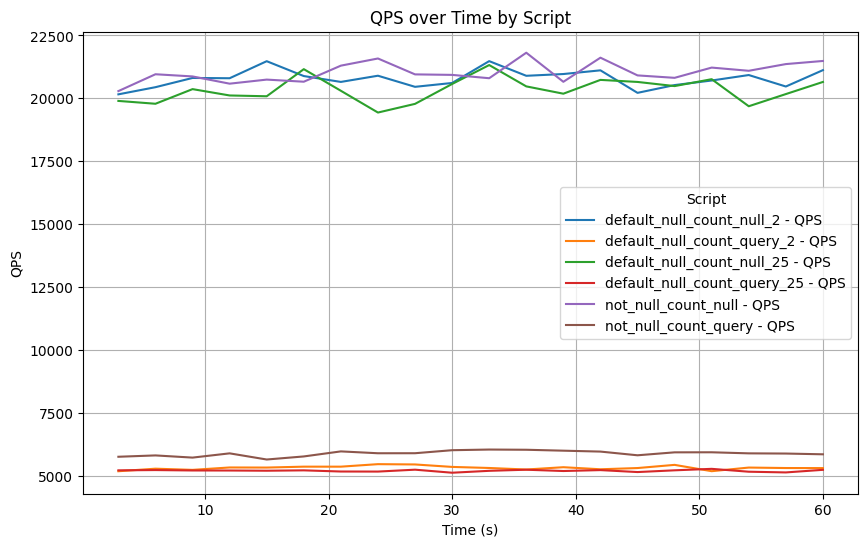 QPS over Time by Script
22500
20000
17500
15000
12500
10000
7500
5000
QPS
Script
default_null_count_null_2 - QPS
default_null_count_query_2 - QPS
default_null_count_null_25 - QPS
default_null_count_query_25 - QPS
not_null_count_null - QPS
not_null_count_query - QPS
10 20 30 40 50 60
Time (s)